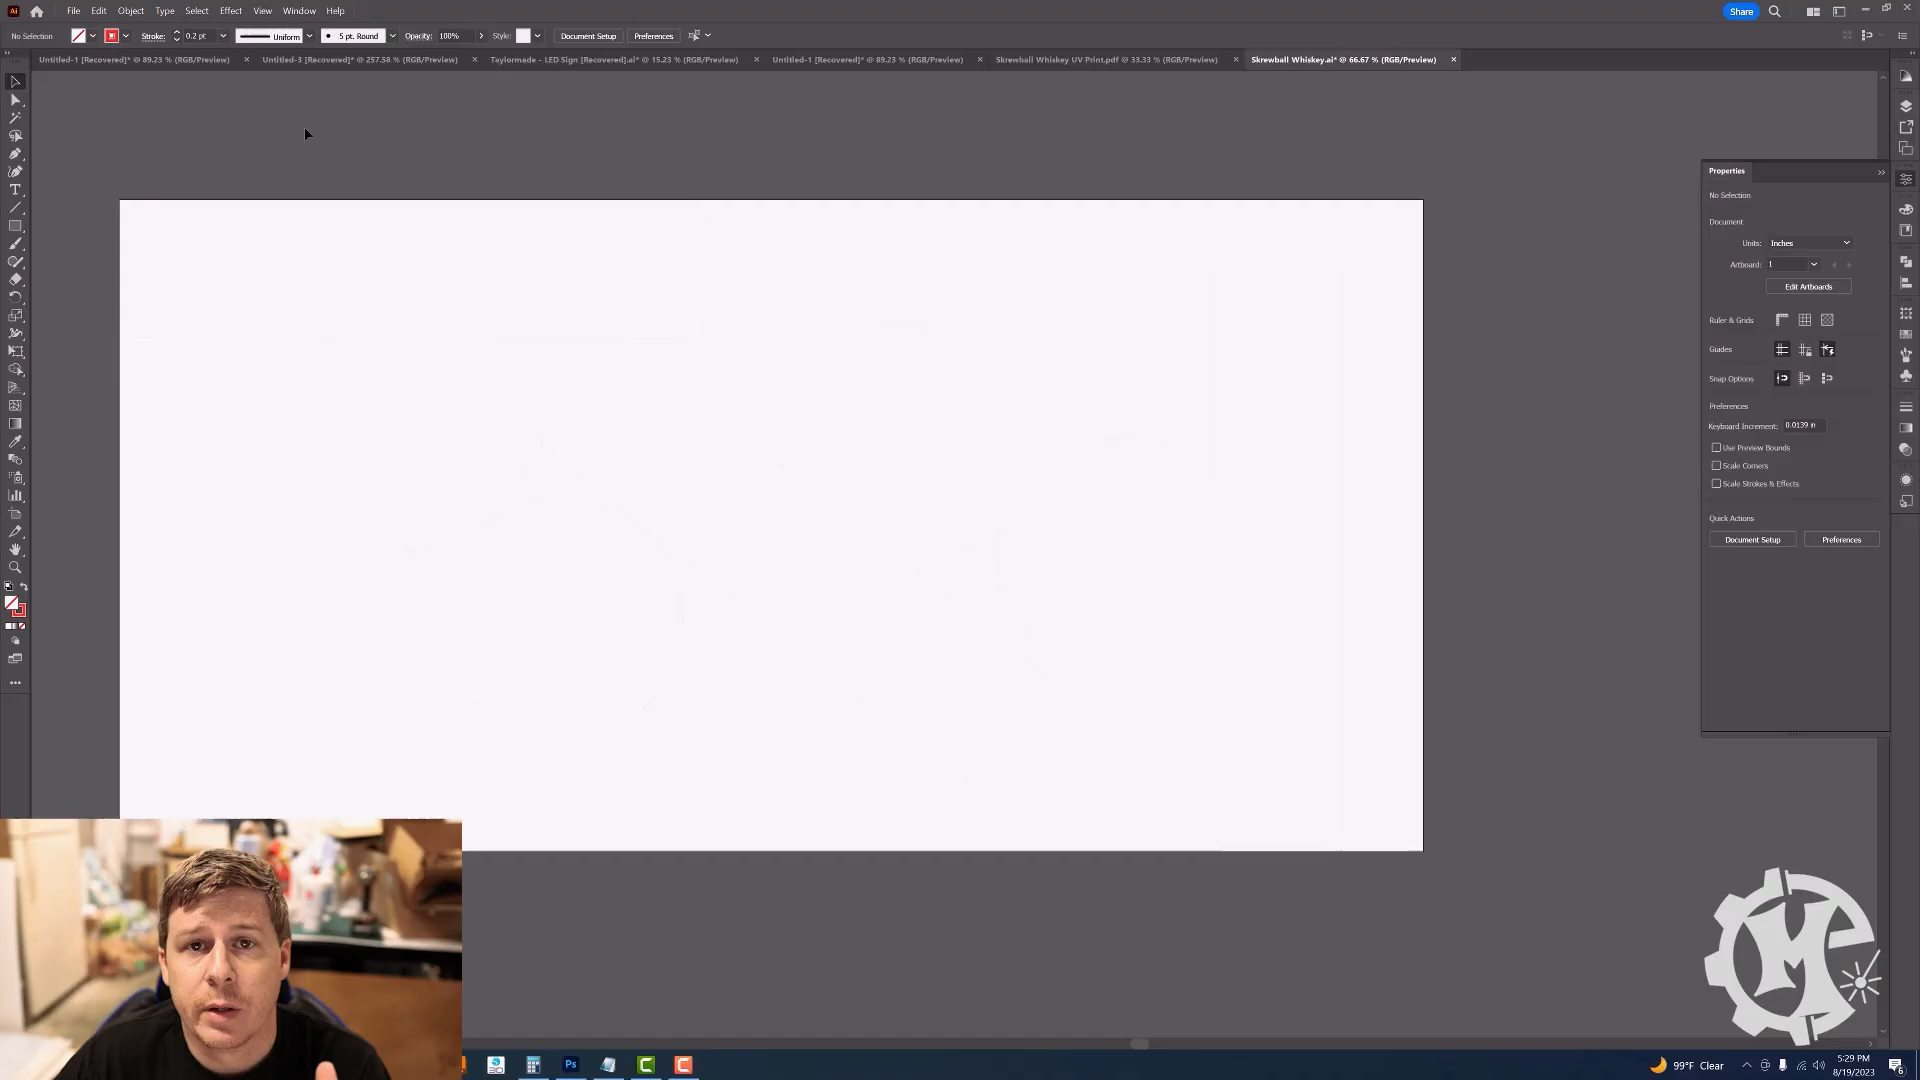 File Edit Object Type Select Effect View Window Help Share
No Selection Stroke: 0.2 pt Uniform 5 pt. Round Opacity: 100% Style: Document Setup Preferences
Untitled-1 [Recovered]* @ 89.23 % (RGB/Preview) Untitled-3 [Recovered]* @ 257.58 % (RGB/Preview) Taylormade - LED Sign [Recovered].ai* @ 15.23 % (RGB/Preview) Untitled-1 [Recovered]* @ 89.23 % (RGB/Preview) Skrewball Whiskey UV Print.pdf @ 33.33 % (RGB/Preview) Skrewball Whiskey.ai* @ 66.67 % (RGB/Preview)
Properties
No Selection
Document
Units: Inches
Artboard: 1
Edit Artboards
Ruler & Grids
Guides
Snap Options
Preferences
Keyboard Increment: 0.0139 in
Use Preview Bounds
Scale Corners
Scale Strokes & Effects
Quick Actions
Document Setup Preferences
Ps
99°F Clear
5:29 PM
8/19/2023